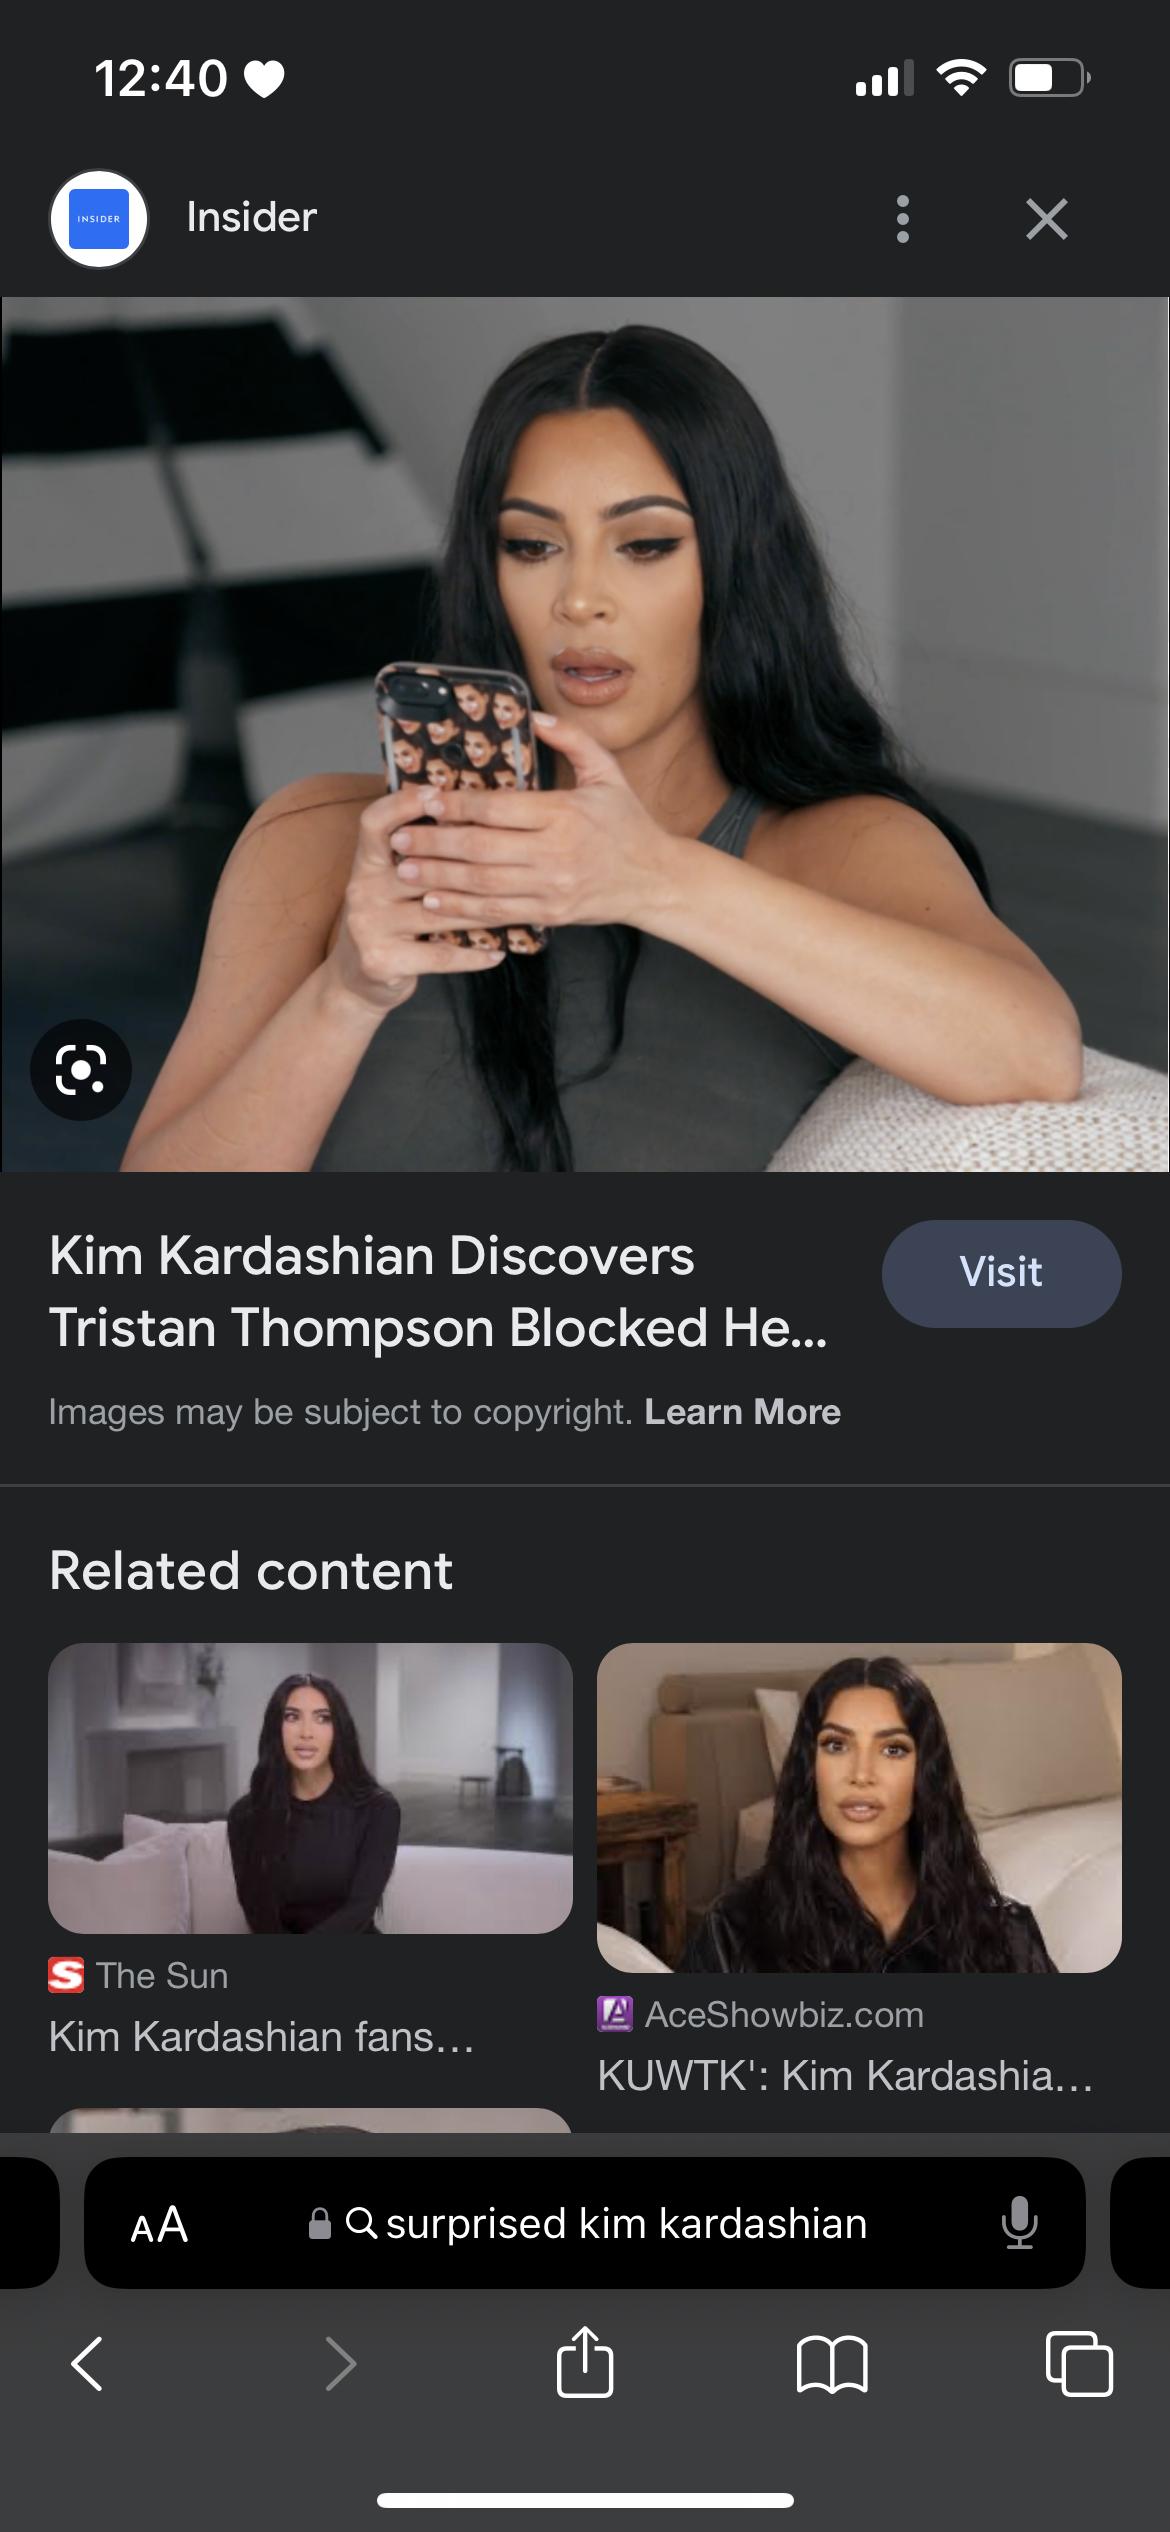 12:40
INSIDER
Insider
Kim Kardashian Discovers
Tristan Thompson Blocked He...
Visit
Images may be subject to copyright. Learn More
Related content
The Sun
Kim Kardashian fans...
AceShowbiz.com
KUWTK': Kim Kardashia...
AA
surprised kim kardashian